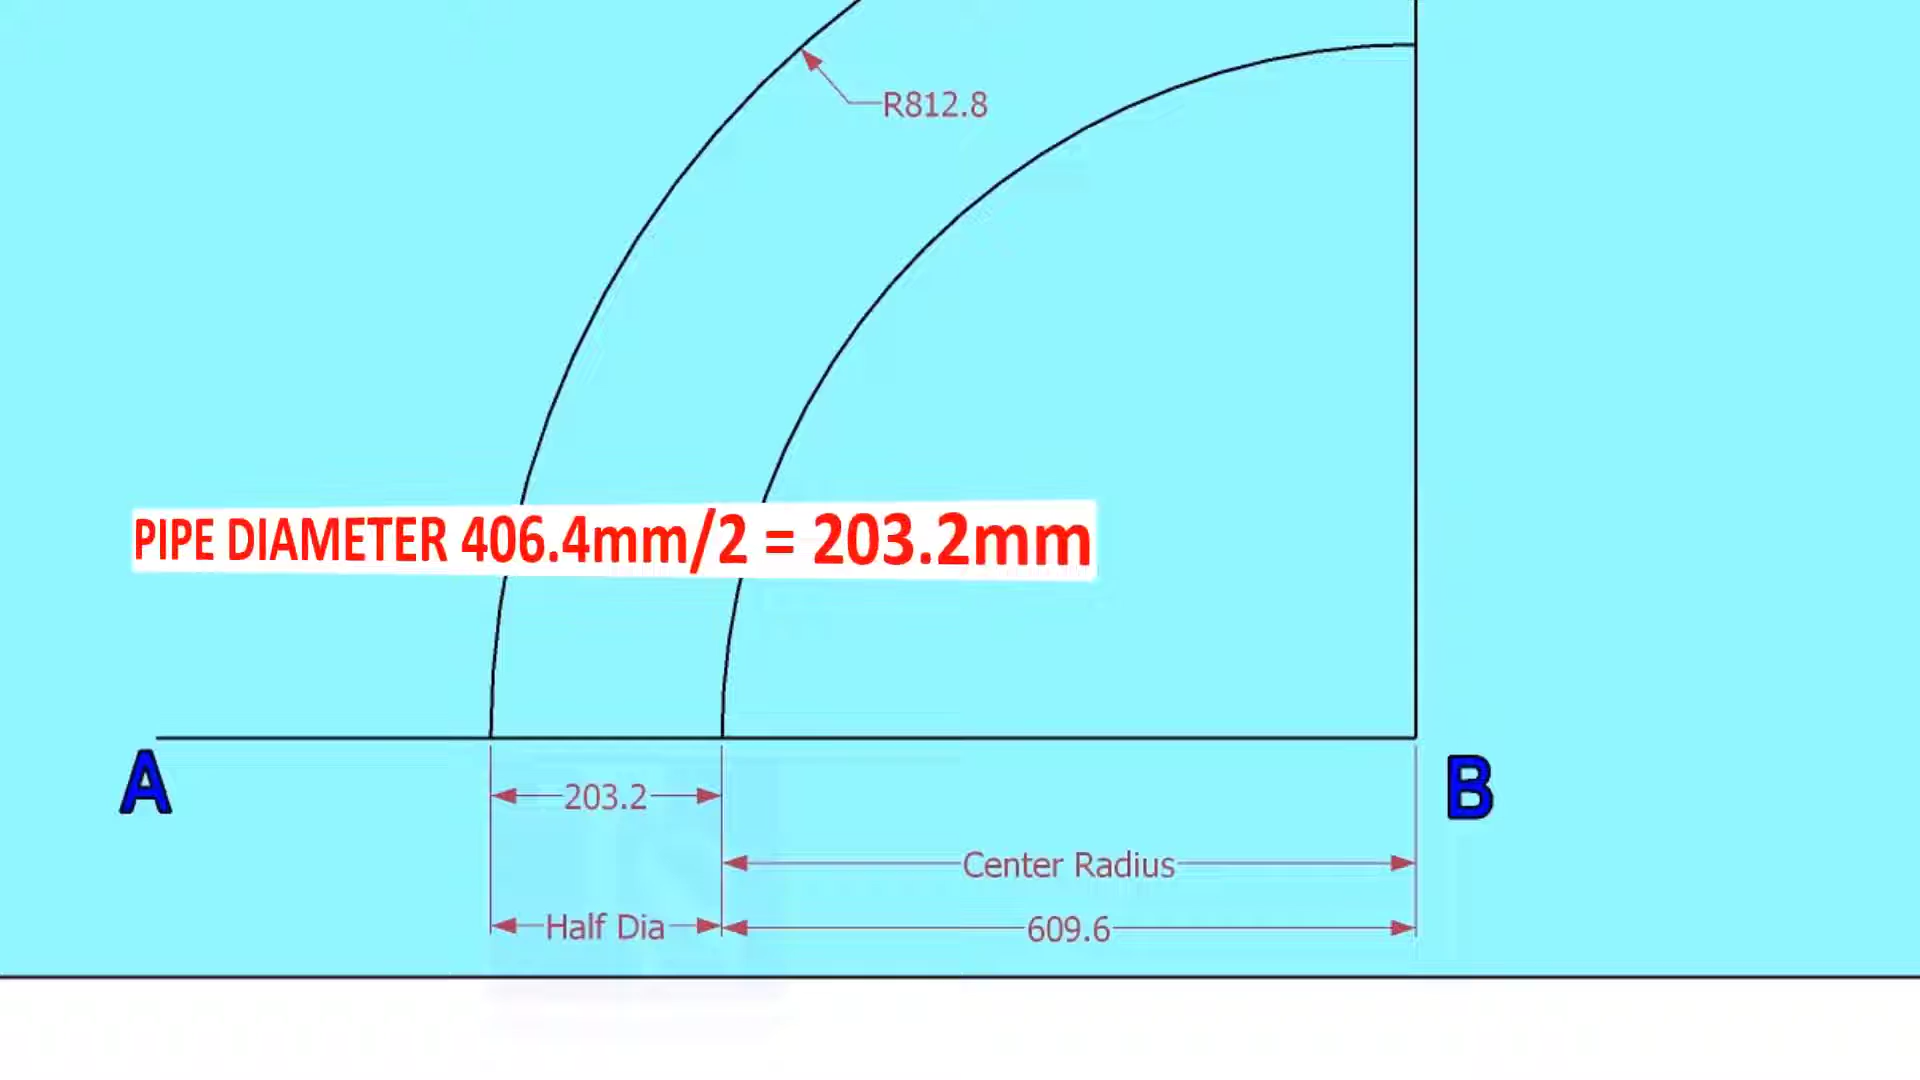 R812.8
PIPE DIAMETER 406.4mm/2 = 203.2mm
A
B
203.2
Center Radius
Half Dia
609.6